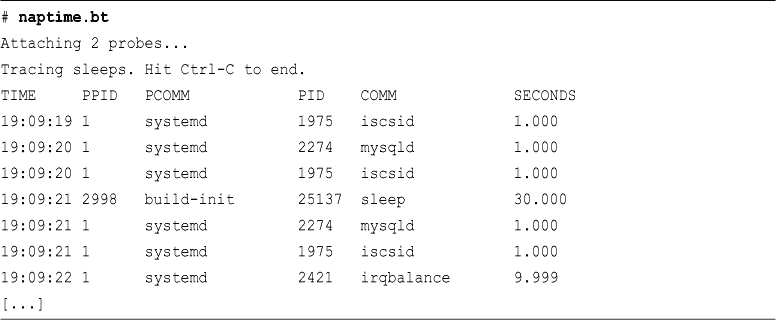 # naptime.bt
Attaching 2 probes...
Tracing sleeps. Hit Ctrl-C to end.
TIME PPID PCOMM PID COMM SECONDS
19:09:19 1 systemd 1975 iscsid 1.000
19:09:20 1 systemd 2274 mysqld 1.000
19:09:20 1 systemd 1975 iscsid 1.000
19:09:21 2998 build-init 25137 sleep 30.000
19:09:21 1 systemd 2274 mysqld 1.000
19:09:21 1 systemd 1975 iscsid 1.000
19:09:22 1 systemd 2421 irqbalance 9.999
[...]